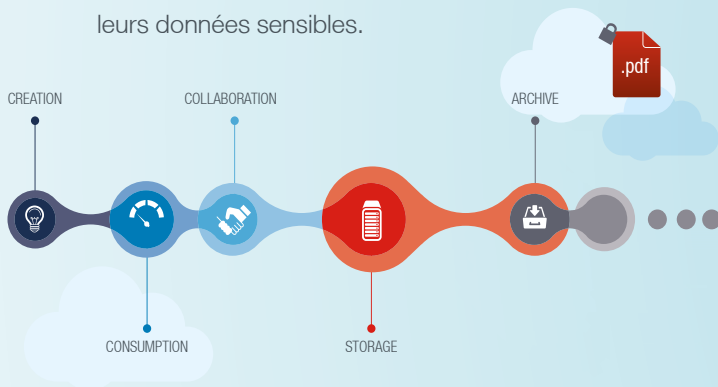 leurs données sensibles.
.pdf
CREATION
COLLABORATION
ARCHIVE
CONSUMPTION
STORAGE